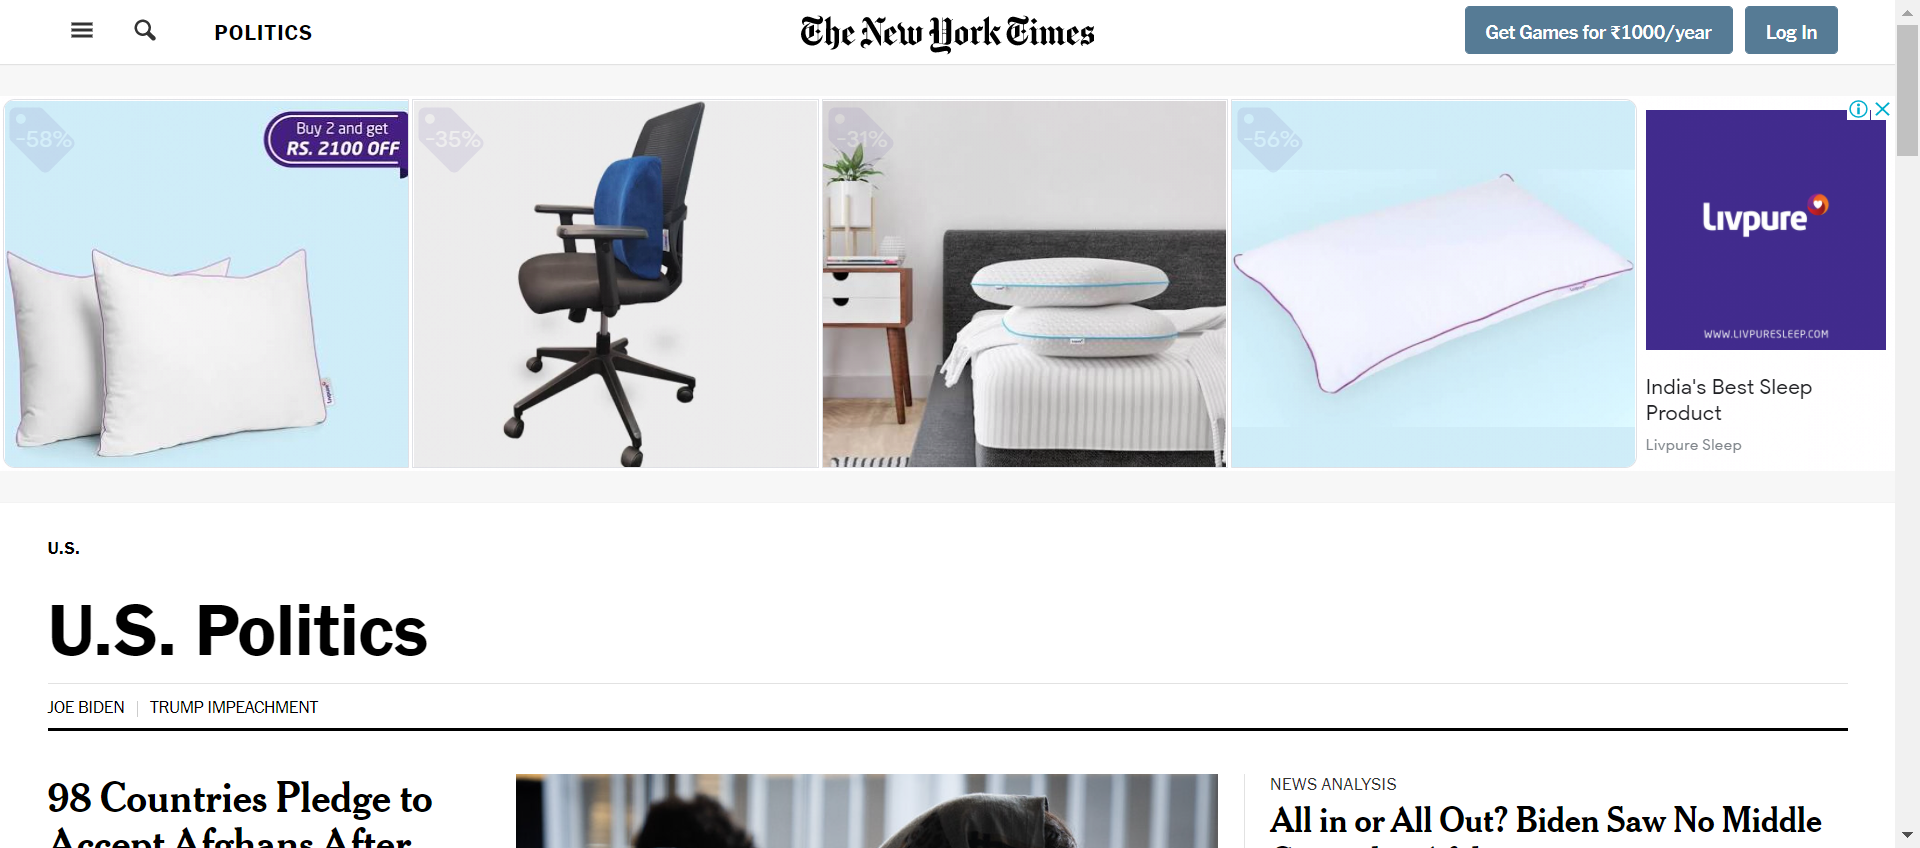 POLITICS
The New York Times
Get Games for ₹1000/year
Log In
-58%
Buy 2 and get
RS. 2100 OFF
-35%
-31%
-56%
Livpure
WWW.LIVPURESLEEP.COM
India's Best Sleep
Product
Livpure Sleep
U.S.
U.S. Politics
JOE BIDEN
TRUMP IMPEACHMENT
98 Countries Pledge to
Accept Afghans After
NEWS ANALYSIS
All in or All Out? Biden Saw No Middle